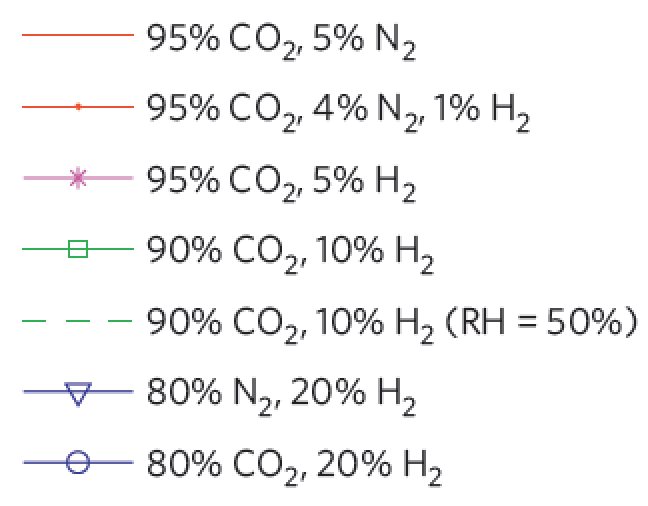 95% CO₂, 5% N₂
95% CO₂, 4% N₂, 1% H₂
95% CO₂, 5% H₂
90% CO₂, 10% H₂
90% CO₂, 10% H₂ (RH = 50%)
80% N₂, 20% H₂
80% CO₂, 20% H₂